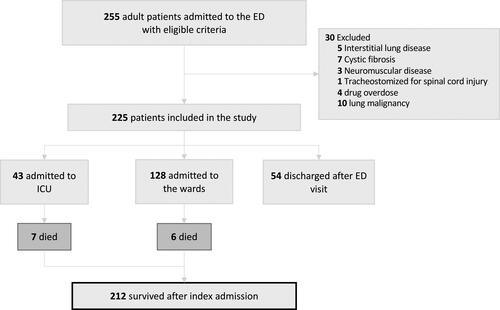 255 adult patients admitted to the ED
with eligible criteria
30 Excluded
5 Interstitial lung disease
7 Cystic fibrosis
3 Neuromuscular disease
1 Tracheostomized for spinal cord injury
4 drug overdose
10 lung malignancy
225 patients included in the study
43 admitted to
ICU
128 admitted to
the wards
54 discharged after ED
visit
7 died
6 died
212 survived after index admission